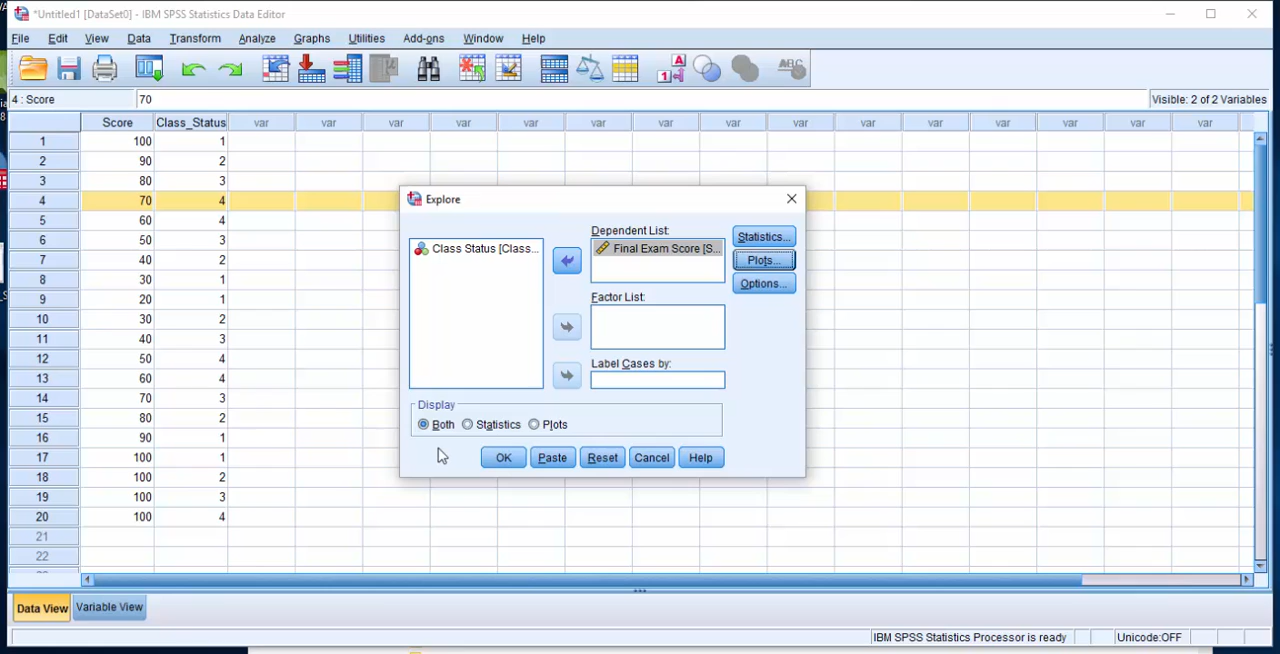 *Untitled1 [DataSet0] - IBM SPSS Statistics Data Editor
File Edit View Data Transform Analyze Graphs Utilities Add-ons Window Help
4 : Score 70 Visible: 2 of 2 Variables
Score Class_Status var var var var var var var var var var var var var var var
1 100 1
2 90 2
3 80 3
4 70 4
5 60 4
6 50 3
7 40 2
8 30 1
9 20 1
10 30 2
11 40 3
12 50 4
13 60 4
14 70 3
15 80 2
16 90 1
17 100 1
18 100 2
19 100 3
20 100 4
21
22
Explore
Dependent List:
Class Status [Class... Final Exam Score [S...
Statistics...
Plots...
Options...
Factor List:
Label Cases by:
Display
Both Statistics Plots
OK Paste Reset Cancel Help
Data View Variable View
IBM SPSS Statistics Processor is ready Unicode:OFF